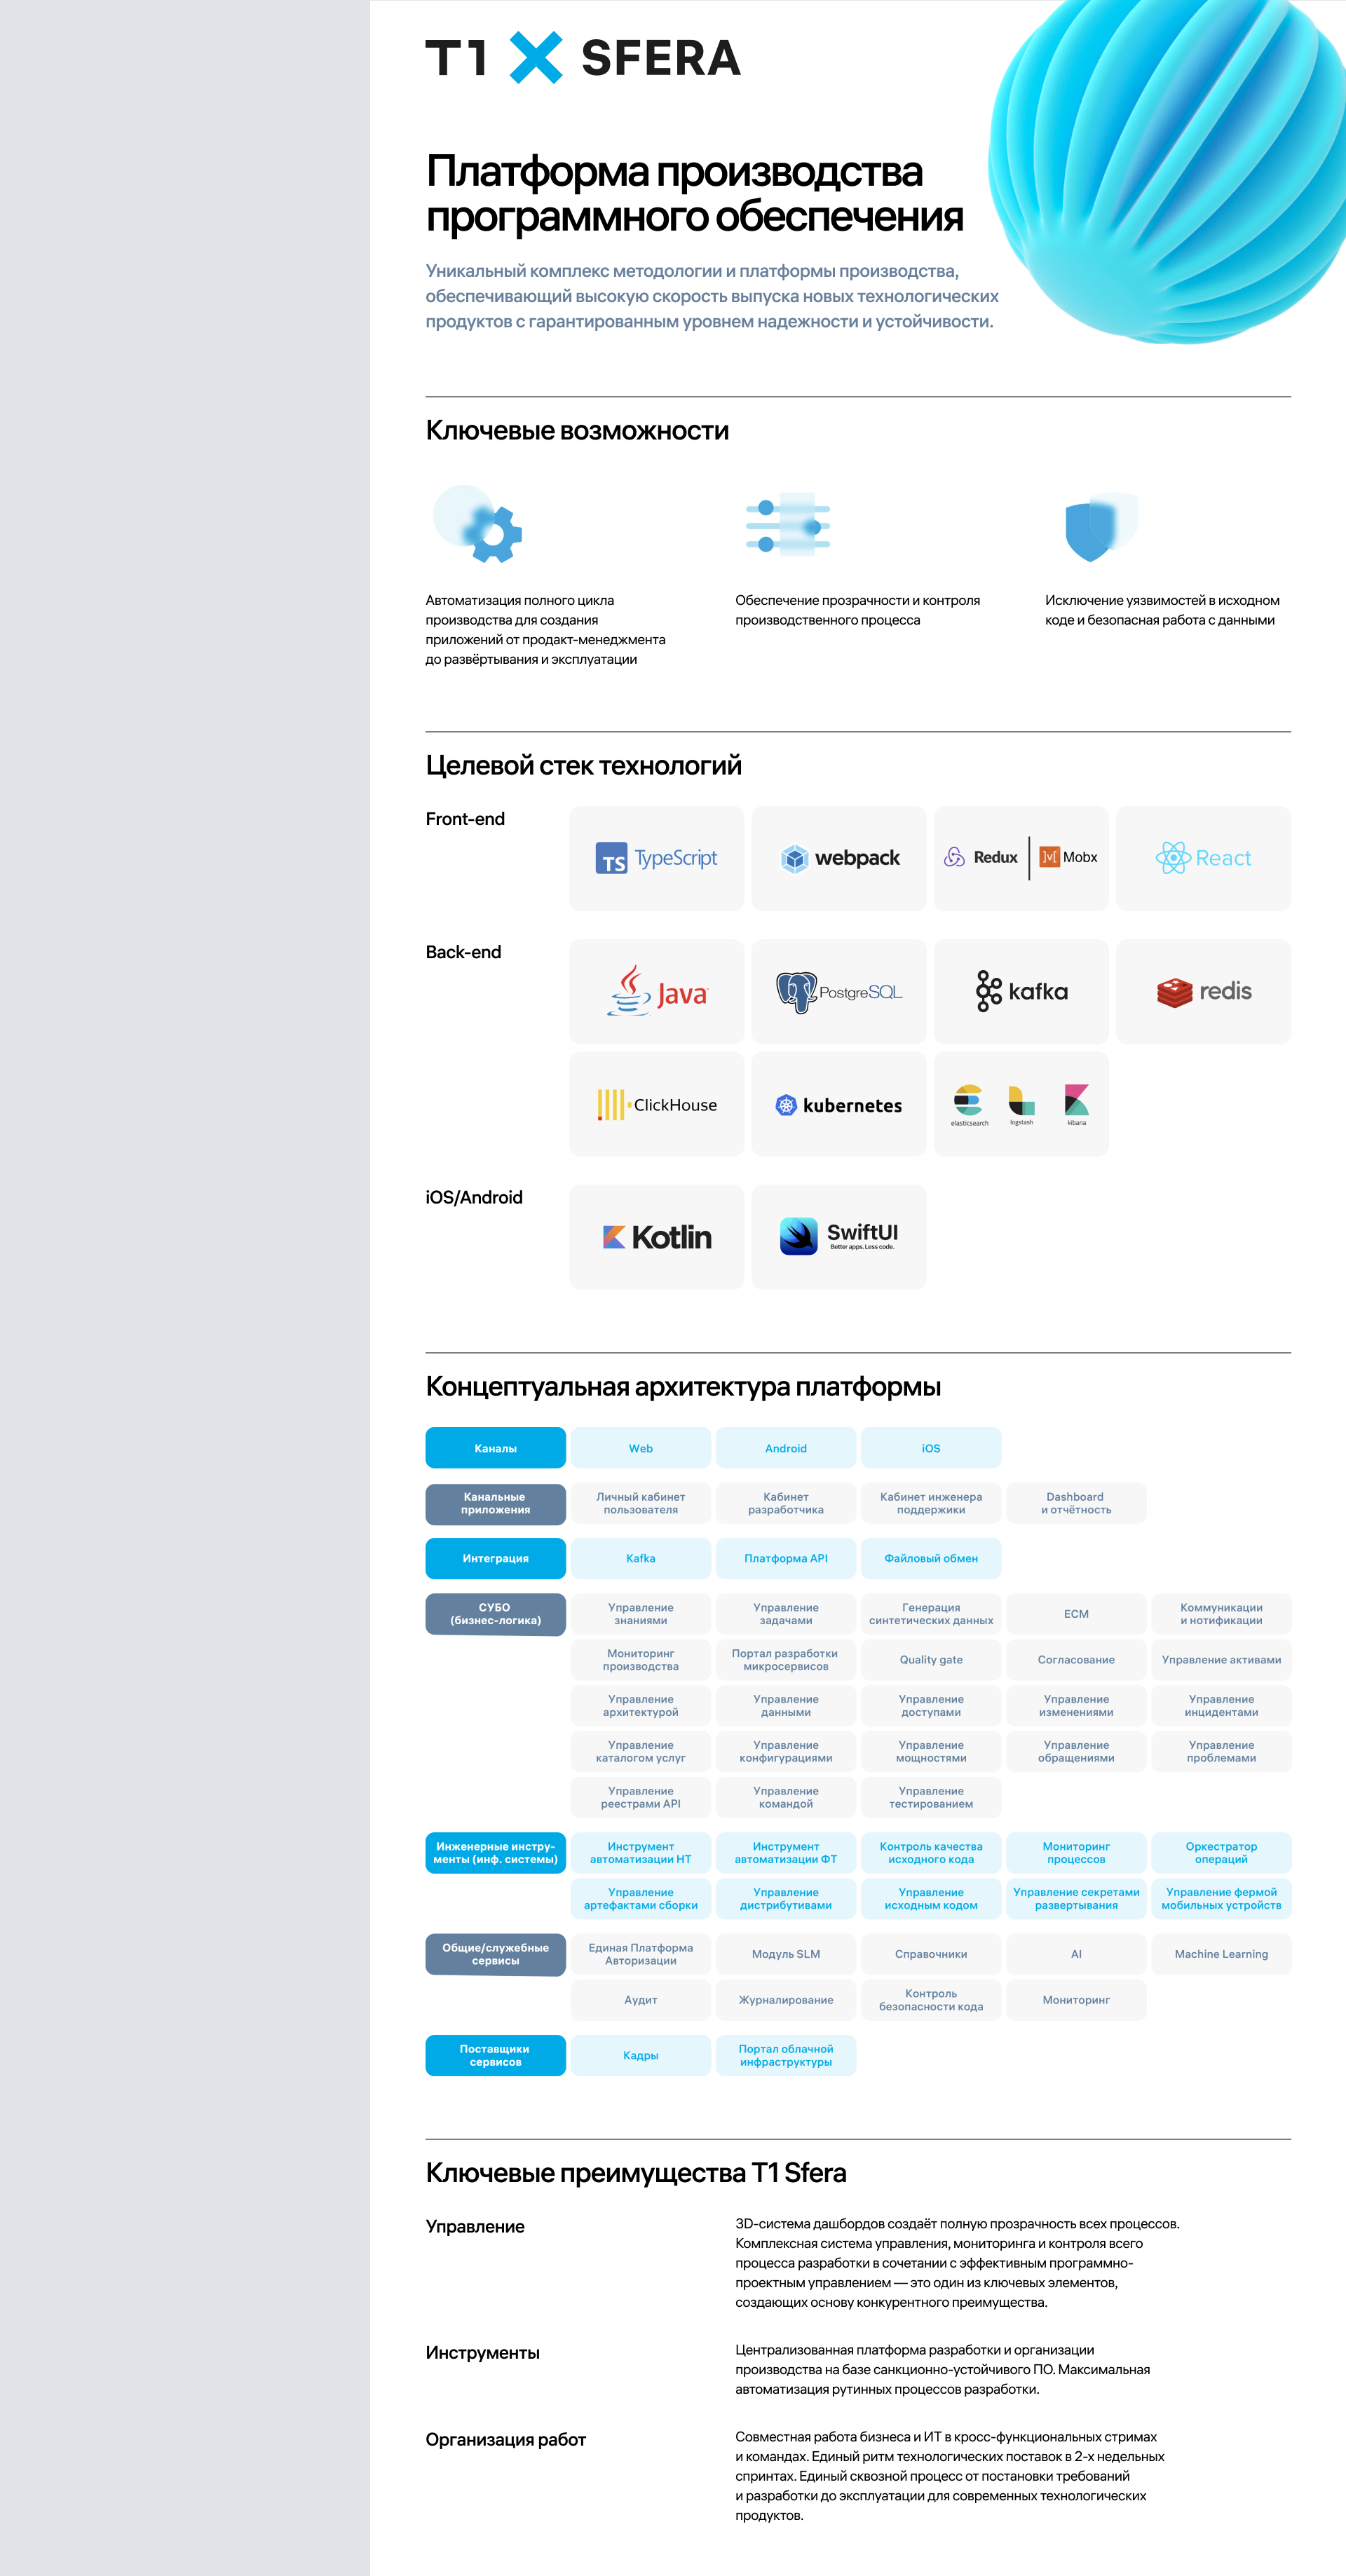 T1 SFERA
Платформа производства
программного обеспечения
Уникальный комплекс методологии и платформы производства,
обеспечивающий высокую скорость выпуска новых технологических
продуктов с гарантированным уровнем надежности и устойчивости.
Ключевые возможности
Автоматизация полного цикла
производства для создания
приложений от продакт-менеджмента
до развёртывания и эксплуатации
Обеспечение прозрачности и контроля
производственного процесса
Исключение уязвимостей в исходном
коде и безопасная работа с данными
Целевой стек технологий
Front-end
TS TypeScript
webpack
Redux
Mobx
React
Back-end
Java
PostgreSQL
kafka
redis
ClickHouse
kubernetes
elasticsearch
logstash
kibana
iOS/Android
Kotlin
SwiftUI
Better apps. Less code.
Концептуальная архитектура платформы
Каналы
Web
Android
iOS
Канальные
приложения
Личный кабинет
пользователя
Кабинет
разработчика
Кабинет инженера
поддержки
Dashboard
и отчётность
Интеграция
Kafka
Платформа API
Файловый обмен
СУБО
(бизнес-логика)
Управление
знаниями
Управление
задачами
Генерация
синтетических данных
ECM
Коммуникации
и нотификации
Мониторинг
производства
Портал разработки
микросервисов
Quality gate
Согласование
Управление активами
Управление
архитектурой
Управление
данными
Управление
доступами
Управление
изменениями
Управление
инцидентами
Управление
каталогом услуг
Управление
конфигурациями
Управление
мощностями
Управление
обращениями
Управление
проблемами
Управление
реестрами API
Управление
командой
Управление
тестированием
Инженерные инстру-
менты (инф. системы)
Инструмент
автоматизации НТ
Инструмент
автоматизации ФТ
Контроль качества
исходного кода
Мониторинг
процессов
Оркестратор
операций
Управление
артефактами сборки
Управление
дистрибутивами
Управление
исходным кодом
Управление секретами
развертывания
Управление фермой
мобильных устройств
Общие/служебные
сервисы
Единая Платформа
Авторизации
Модуль SLM
Справочники
AI
Machine Learning
Аудит
Журналирование
Контроль
безопасности кода
Мониторинг
Поставщики
сервисов
Кадры
Портал облачной
инфраструктуры
Ключевые преимущества T1 Sfera
Управление
3D-система дашбордов создаёт полную прозрачность всех процессов.
Комплексная система управления, мониторинга и контроля всего
процесса разработки в сочетании с эффективным программно-
проектным управлением — это один из ключевых элементов,
создающих основу конкурентного преимущества.
Инструменты
Централизованная платформа разработки и организации
производства на базе санкционно-устойчивого ПО. Максимальная
автоматизация рутинных процессов разработки.
Организация работ
Совместная работа бизнеса и ИТ в кросс-функциональных стримах
и командах. Единый ритм технологических поставок в 2-х недельных
спринтах. Единый сквозной процесс от постановки требований
и разработки до эксплуатации для современных технологических
продуктов.